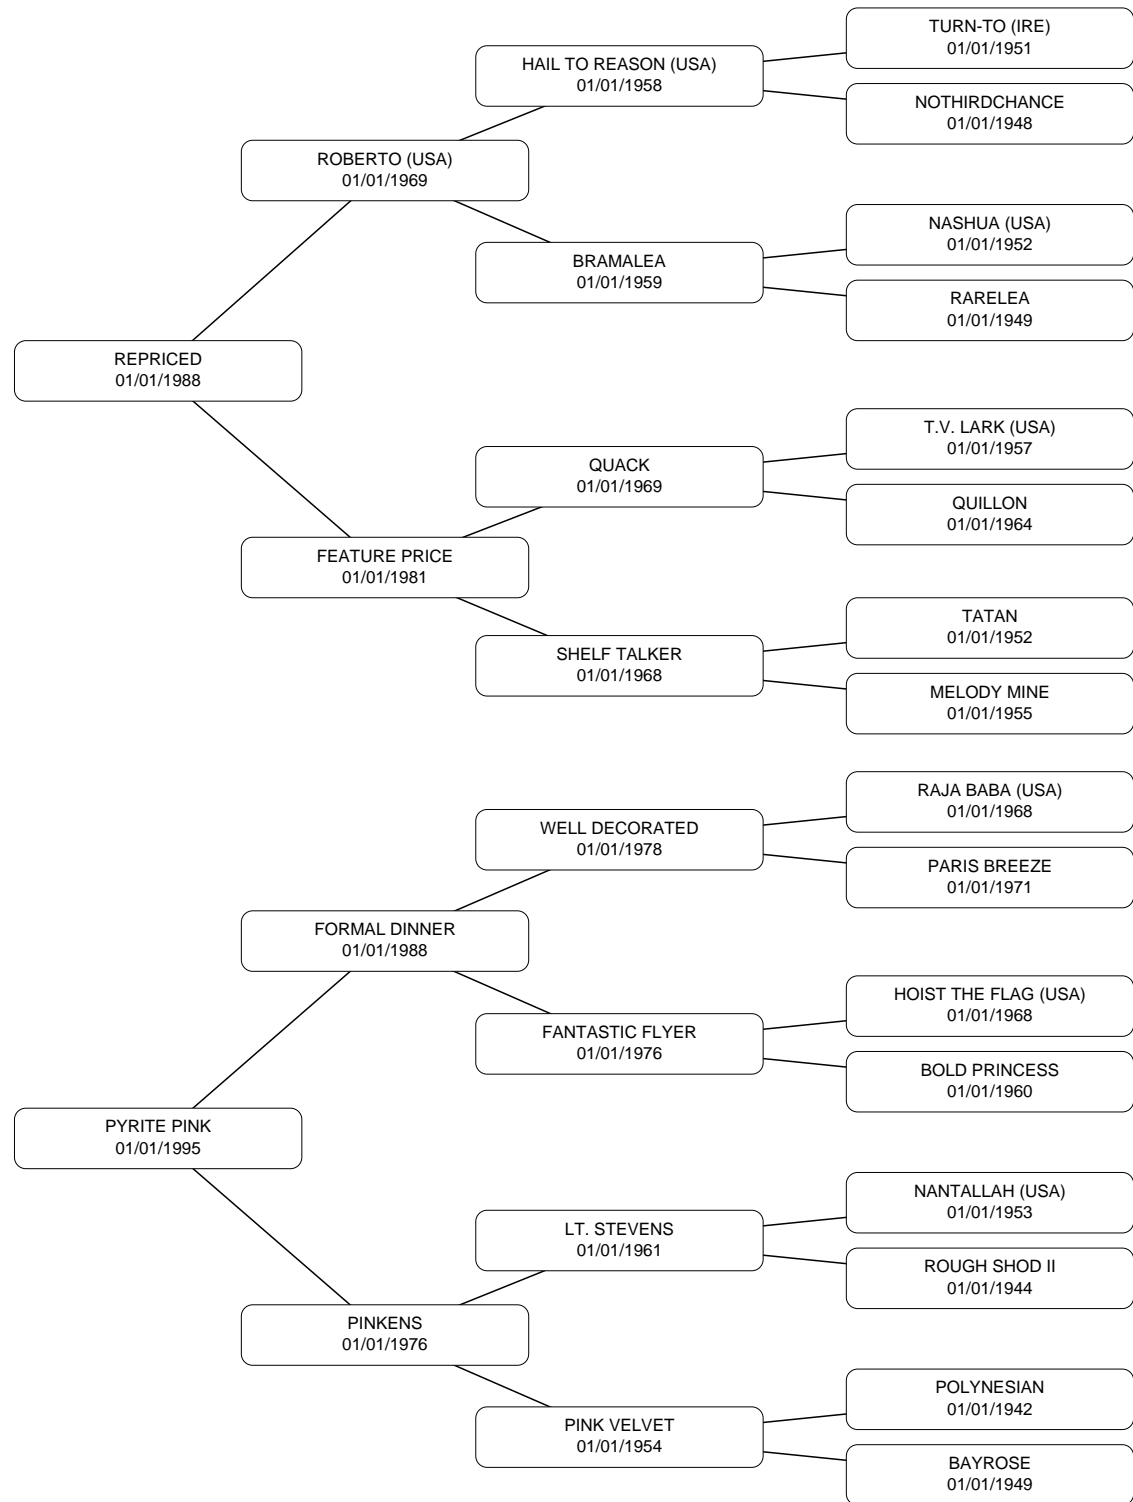 TURN-TO (IRE)
01/01/1951
HAIL TO REASON (USA)
01/01/1958
NOTHIRDCHANCE
01/01/1948
ROBERTO (USA)
01/01/1969
NASHUA (USA)
01/01/1952
BRAMALEA
01/01/1959
RARELEA
01/01/1949
REPRICED
01/01/1988
T.V. LARK (USA)
01/01/1957
QUACK
01/01/1969
QUILLON
01/01/1964
FEATURE PRICE
01/01/1981
TATAN
01/01/1952
SHELF TALKER
01/01/1968
MELODY MINE
01/01/1955
RAJA BABA (USA)
01/01/1968
WELL DECORATED
01/01/1978
PARIS BREEZE
01/01/1971
FORMAL DINNER
01/01/1988
HOIST THE FLAG (USA)
01/01/1968
FANTASTIC FLYER
01/01/1976
BOLD PRINCESS
01/01/1960
PYRITE PINK
01/01/1995
NANTALLAH (USA)
01/01/1953
LT. STEVENS
01/01/1961
ROUGH SHOD II
01/01/1944
PINKENS
01/01/1976
POLYNESIAN
01/01/1942
PINK VELVET
01/01/1954
BAYROSE
01/01/1949